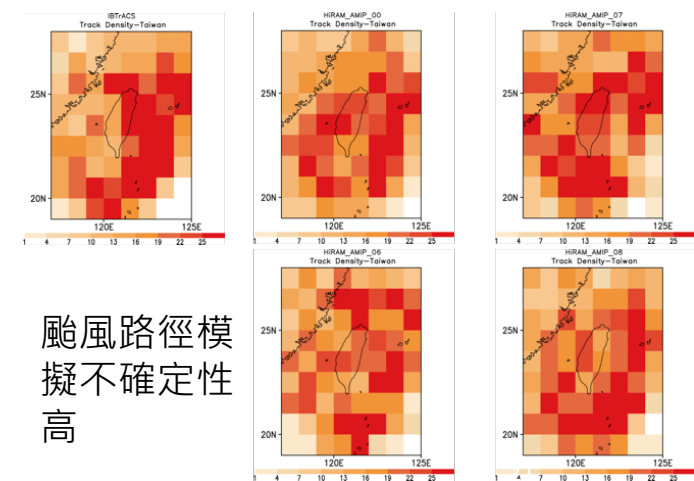 IBTrACS
Track Density-Taiwan
25N
20N
120E 125E
1 4 7 10 13 16 19 22 25
HiRAM_AMIP_00
Track Density-Taiwan
25N
20N
120E 125E
1 4 7 10 13 16 19 22 25
HiRAM_AMIP_07
Track Density-Taiwan
25N
20N
120E 125E
1 4 7 10 13 16 19 22 25
颱風路徑模
擬不確定性
高
HiRAM_AMIP_06
Track Density-Taiwan
25N
20N
120E 125E
1 4 7 10 13 16 19 22 25
HiRAM_AMIP_08
Track Density-Taiwan
25N
20N
120E 125E
1 4 7 10 13 16 19 22 25